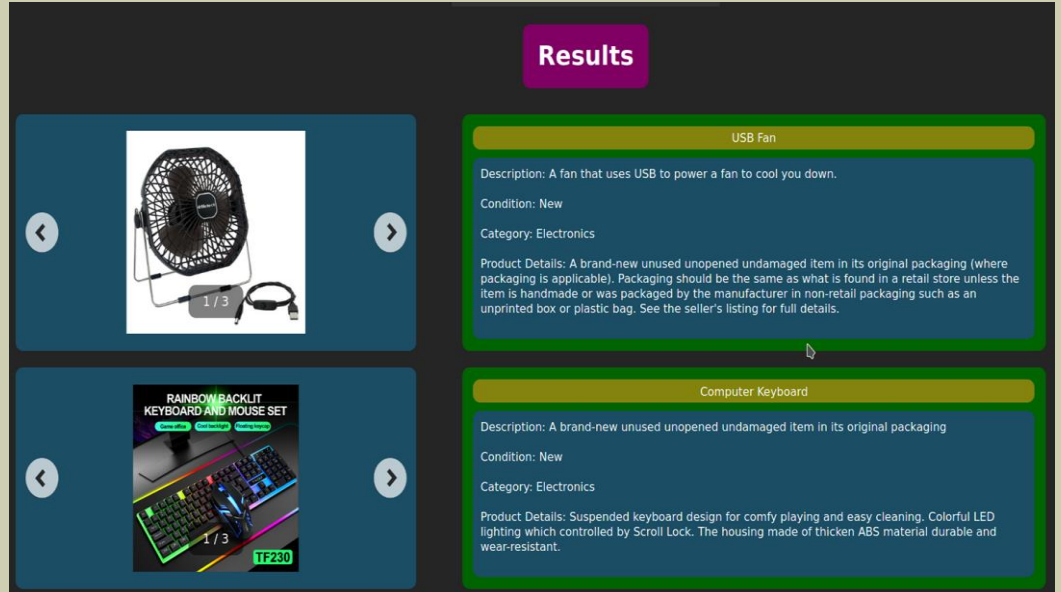 Results
USB Fan
1 / 3
Description: A fan that uses USB to power a fan to cool you down.
Condition: New
Category: Electronics
Product Details: A brand-new unused unopened undamaged item in its original packaging (where
packaging is applicable). Packaging should be the same as what is found in a retail store unless the
item is handmade or was packaged by the manufacturer in non-retail packaging such as an
unprinted box or plastic bag. See the seller's listing for full details.
RAINBOW BACKLIT
KEYBOARD AND MOUSE SET
Game office Cool backlight Floating keycap
1 / 3
TF230
Computer Keyboard
Description: A brand-new unused unopened undamaged item in its original packaging
Condition: New
Category: Electronics
Product Details: Suspended keyboard design for comfy playing and easy cleaning. Colorful LED
lighting which controlled by Scroll Lock. The housing made of thicken ABS material durable and
wear-resistant.